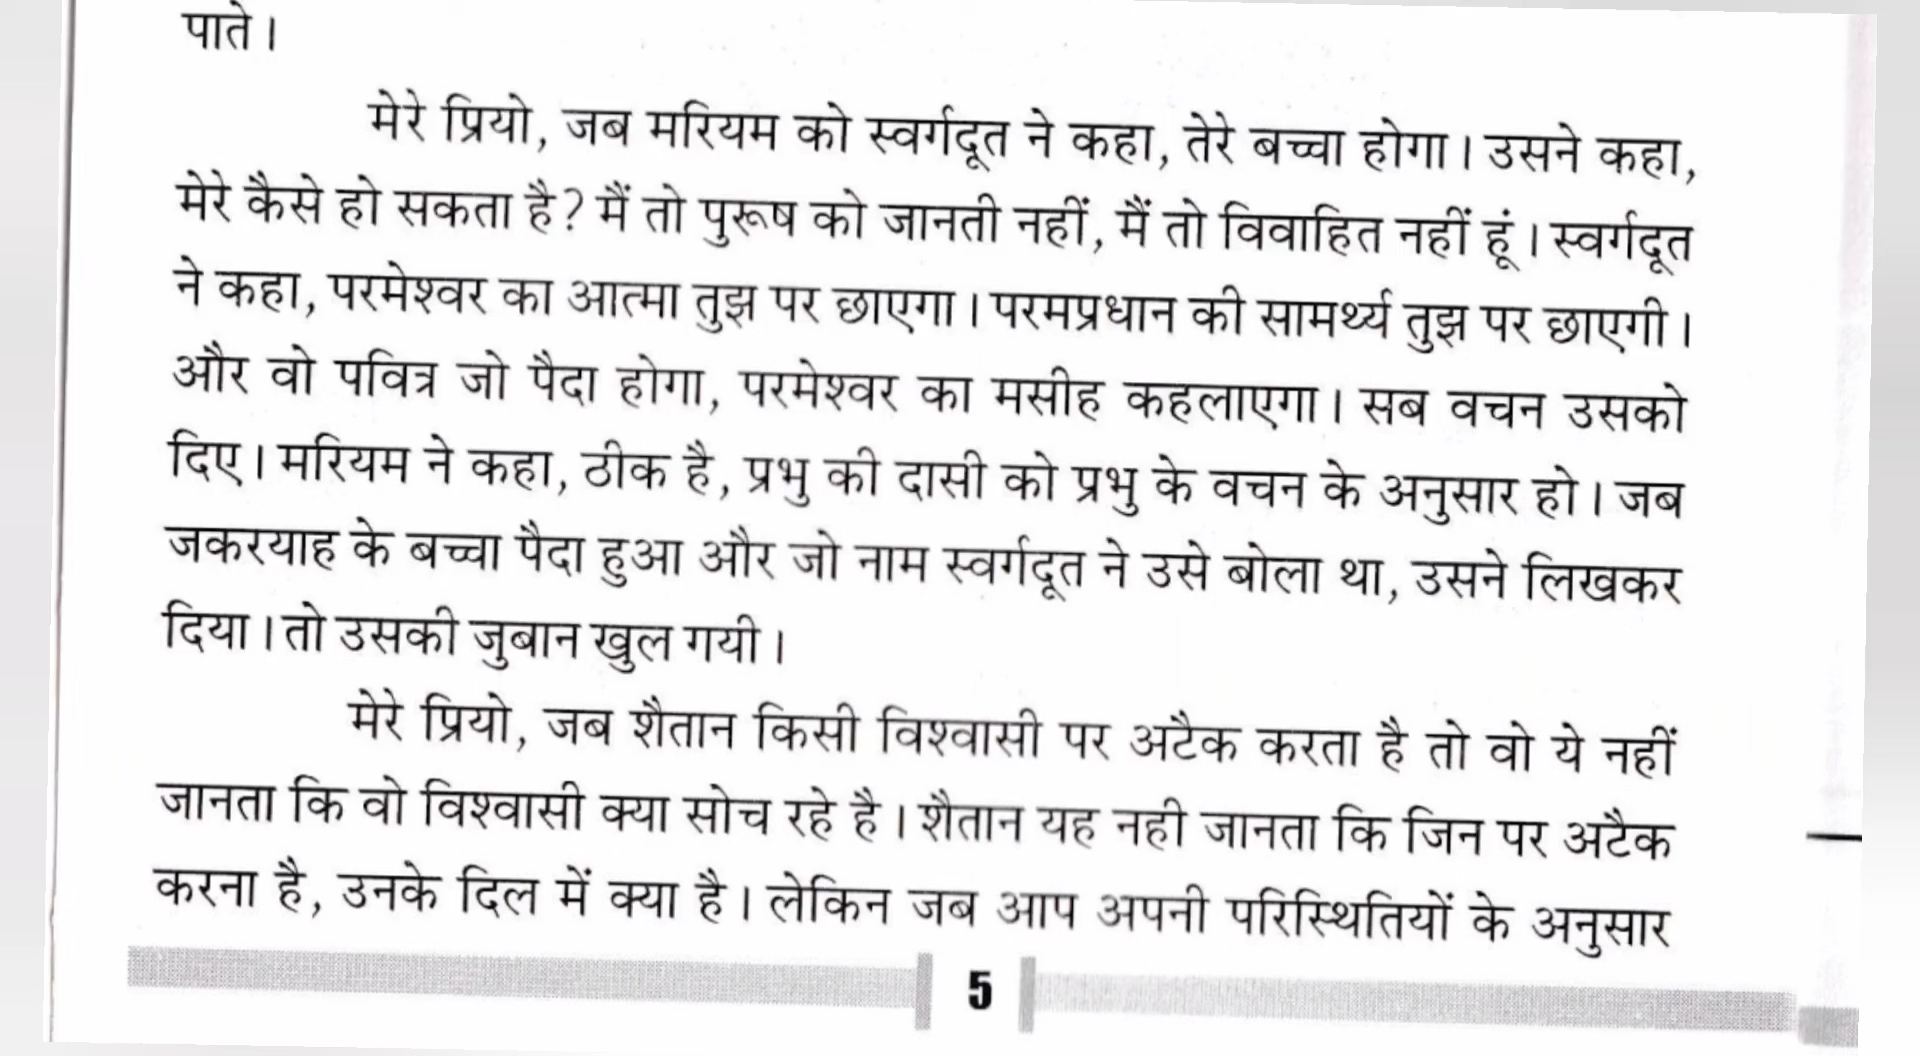 पाते।
मेरे प्रियो, जब मरियम को स्वर्गदूत ने कहा, तेरे बच्चा होगा। उसने कहा,
मेरे कैसे हो सकता है? मैं तो पुरूष को जानती नहीं, मैं तो विवाहित नहीं हूं। स्वर्गदूत
ने कहा, परमेश्वर का आत्मा तुझ पर छाएगा। परमप्रधान की सामर्थ्य तुझ पर छाएगी।
और वो पवित्र जो पैदा होगा, परमेश्वर का मसीह कहलाएगा। सब वचन उसको
दिए। मरियम ने कहा, ठीक है, प्रभु की दासी को प्रभु के वचन के अनुसार हो। जब
जकरयाह के बच्चा पैदा हुआ और जो नाम स्वर्गदूत ने उसे बोला था, उसने लिखकर
दिया। तो उसकी जुबान खुल गयी।
मेरे प्रियो, जब शैतान किसी विश्वासी पर अटैक करता है तो वो ये नहीं
जानता कि वो विश्वासी क्या सोच रहे है। शैतान यह नही जानता कि जिन पर अटैक
करना है, उनके दिल में क्या है। लेकिन जब आप अपनी परिस्थितियों के अनुसार
5